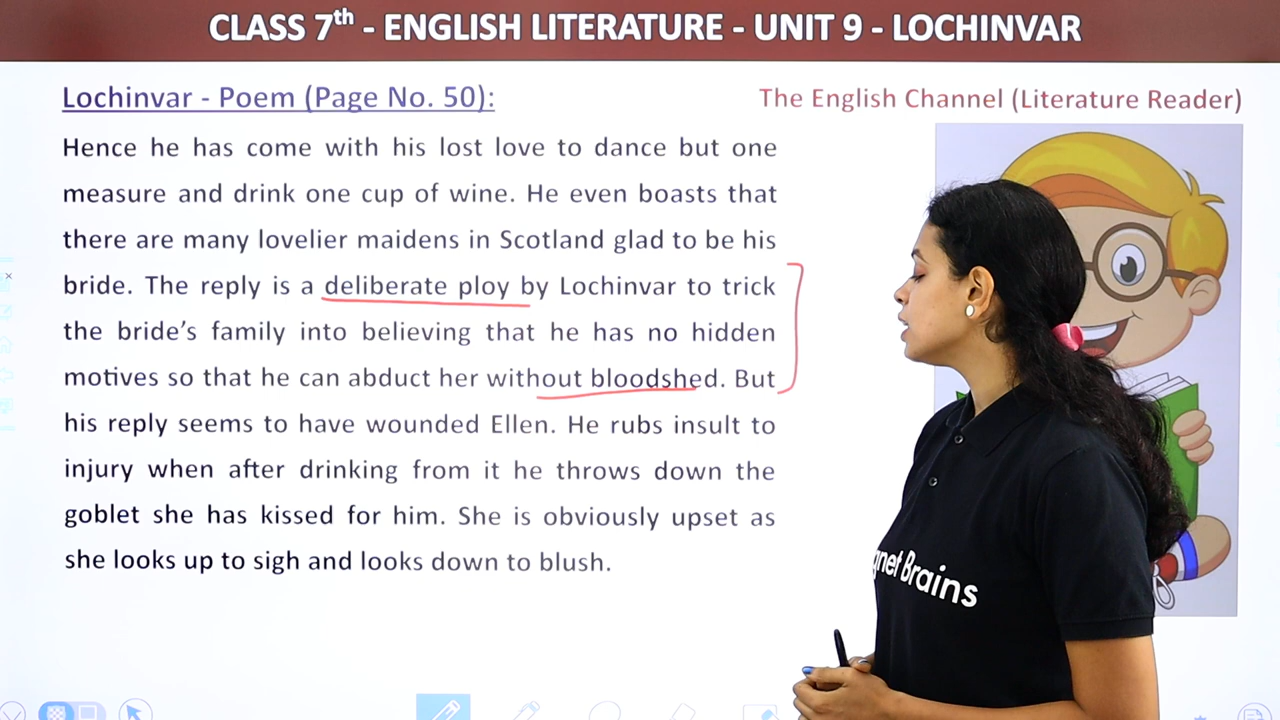 CLASS 7th - ENGLISH LITERATURE - UNIT 9 - LOCHINVAR
Lochinvar - Poem (Page No. 50):
The English Channel (Literature Reader)
Hence he has come with his lost love to dance but one
measure and drink one cup of wine. He even boasts that
there are many lovelier maidens in Scotland glad to be his
bride. The reply is a deliberate ploy by Lochinvar to trick
the bride's family into believing that he has no hidden
motives so that he can abduct her without bloodshed. But
his reply seems to have wounded Ellen. He rubs insult to
injury when after drinking from it he throws down the
goblet she has kissed for him. She is obviously upset as
she looks up to sigh and looks down to blush.
gnet Brains